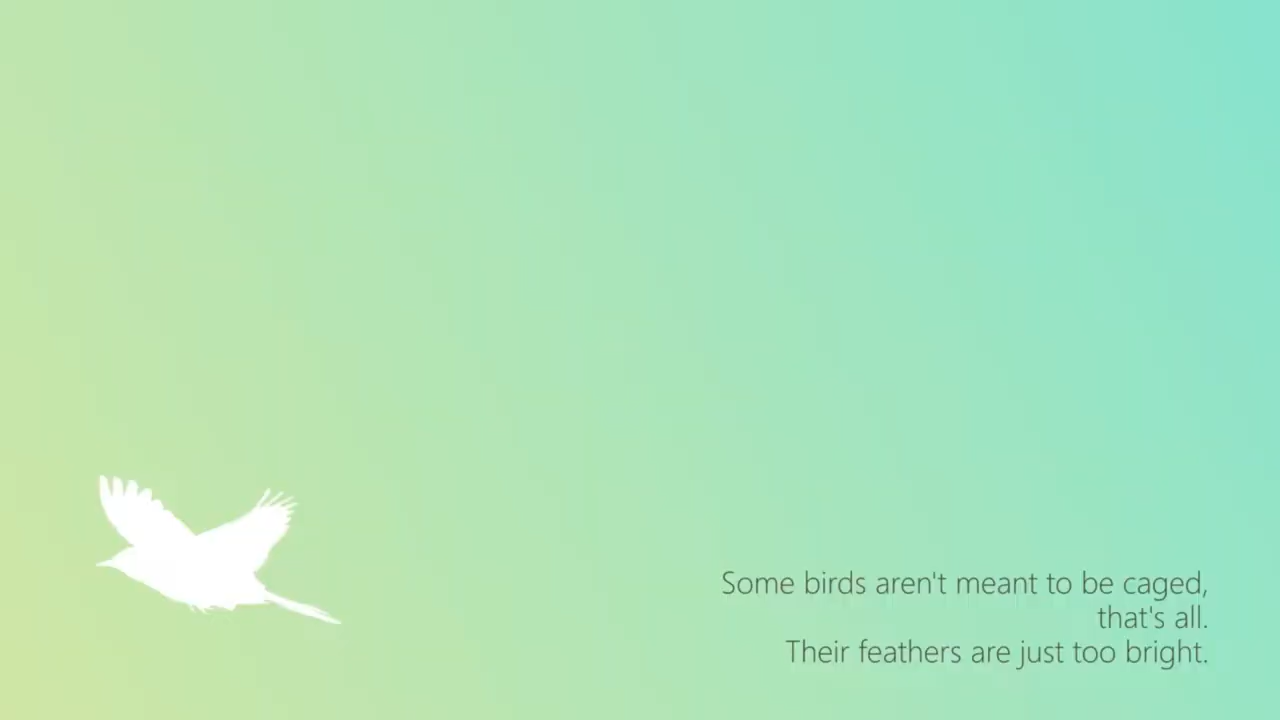 Some birds aren't meant to be caged,
that's all.
Their feathers are just too bright.